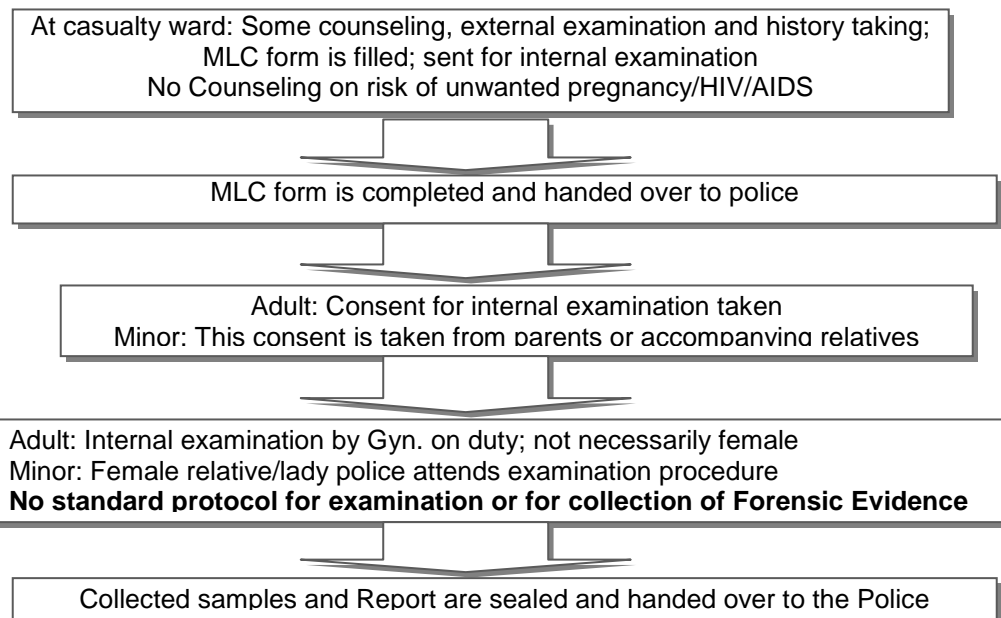 At casualty ward: Some counseling, external examination and history taking;
MLC form is filled; sent for internal examination
No Counseling on risk of unwanted pregnancy/HIV/AIDS
MLC form is completed and handed over to police
Adult: Consent for internal examination taken
Minor: This consent is taken from parents or accompanying relatives
Adult: Internal examination by Gyn. on duty; not necessarily female
Minor: Female relative/lady police attends examination procedure
No standard protocol for examination or for collection of Forensic Evidence
Collected samples and Report are sealed and handed over to the Police